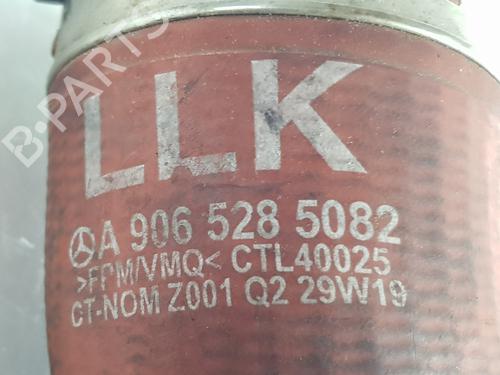 B-PARTS
LLK
A 906 528 5082
>FPM/VMQ< CTL40025
CT-NOM Z001 Q2 29W19